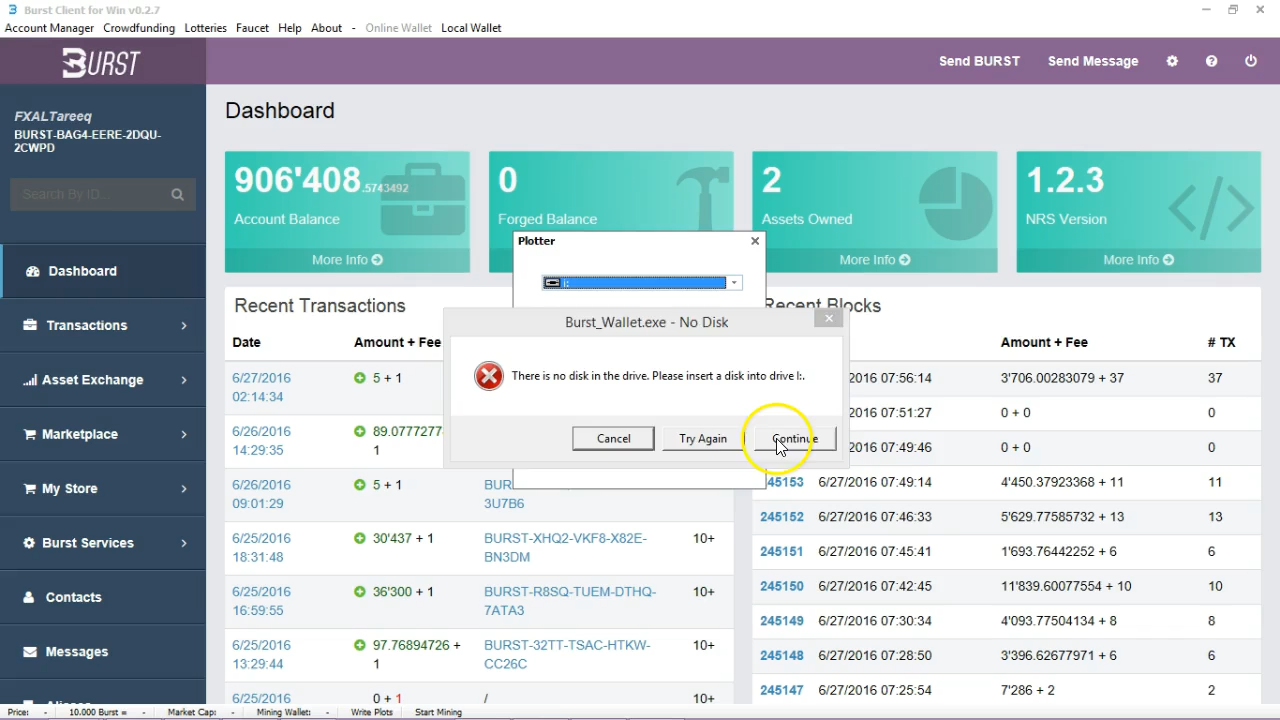 Burst Client for Win v0.2.7
Account Manager Crowdfunding Lotteries Faucet Help About - Online Wallet Local Wallet
BURST
Send BURST Send Message
FXALTareeq
BURST-BAG4-EERE-2DQU-
2CWPD
Search By ID...
Dashboard
Transactions
Asset Exchange
Marketplace
My Store
Burst Services
Contacts
Messages
Dashboard
906'408.5743492
Account Balance
More Info
0
Forged Balance
2
Assets Owned
More Info
1.2.3
NRS Version
More Info
Plotter
I:
Burst_Wallet.exe - No Disk
There is no disk in the drive. Please insert a disk into drive I:.
Cancel Try Again Continue
Recent Transactions
Date Amount + Fee
6/27/2016
02:14:34
5 + 1
6/26/2016
14:29:35
89.0777277
1
6/26/2016
09:01:29
5 + 1
BUR
3U7B6
6/25/2016
18:31:48
30'437 + 1
BURST-XHQ2-VKF8-X82E-
BN3DM
10+
6/25/2016
16:59:55
36'300 + 1
BURST-R8SQ-TUEM-DTHQ-
7ATA3
10+
6/25/2016
13:29:44
97.76894726 +
1
BURST-32TT-TSAC-HTKW-
CC26C
10+
6/25/2016
0 + 1
/
10+
Recent Blocks
Amount + Fee # TX
2016 07:56:14 3'706.00283079 + 37 37
2016 07:51:27 0 + 0 0
2016 07:49:46 0 + 0 0
245153 6/27/2016 07:49:14 4'450.37923368 + 11 11
245152 6/27/2016 07:46:33 5'629.77585732 + 13 13
245151 6/27/2016 07:45:41 1'693.76442252 + 6 6
245150 6/27/2016 07:42:45 11'839.60077554 + 10 10
245149 6/27/2016 07:30:34 4'093.77504134 + 8 8
245148 6/27/2016 07:28:50 3'396.62677971 + 6 6
245147 6/27/2016 07:25:54 7'286 + 2 2
Price: - 10.000 Burst = - Market Cap: - Mining Wallet: - Write Plots Start Mining